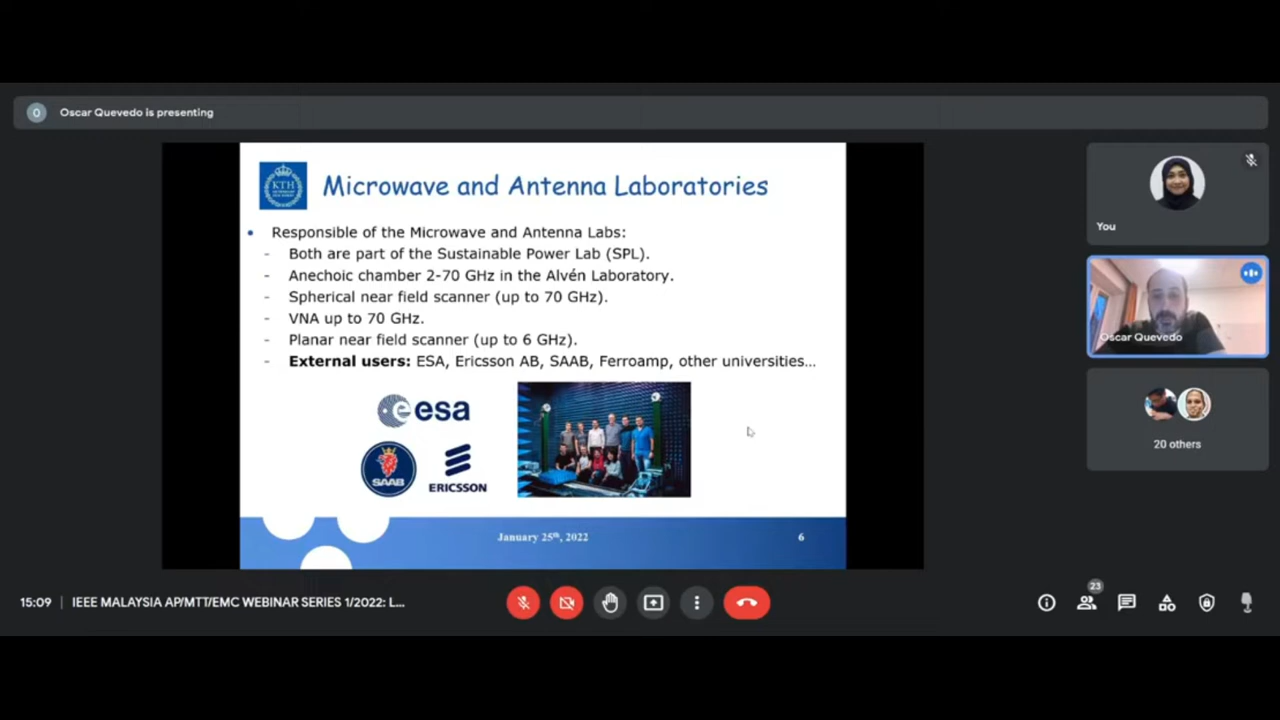 O
Oscar Quevedo is presenting
KTH
Microwave and Antenna Laboratories
• Responsible of the Microwave and Antenna Labs:
- Both are part of the Sustainable Power Lab (SPL).
- Anechoic chamber 2-70 GHz in the Alvén Laboratory.
- Spherical near field scanner (up to 70 GHz).
- VNA up to 70 GHz.
- Planar near field scanner (up to 6 GHz).
- External users: ESA, Ericsson AB, SAAB, Ferroamp, other universities...
esa
SAAB
ERICSSON
January 25th, 2022
6
You
Oscar Quevedo
20 others
15:09 | IEEE MALAYSIA AP/MTT/EMC WEBINAR SERIES 1/2022: L...
23